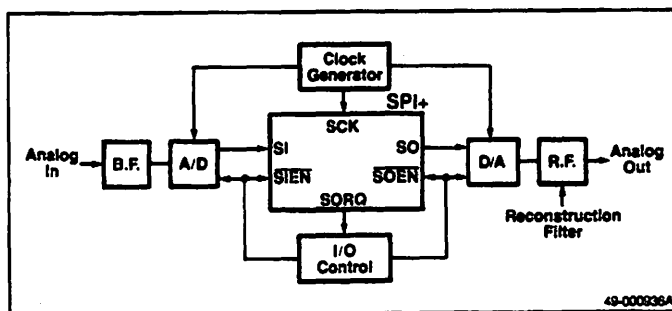 Clock
Generator
SPI+
SCK
Analog
In
B.F.
A/D
SI
SIEN
SO
SOEN
SORQ
D/A
R.F.
Analog
Out
Reconstruction
Filter
I/O
Control
49-000936A